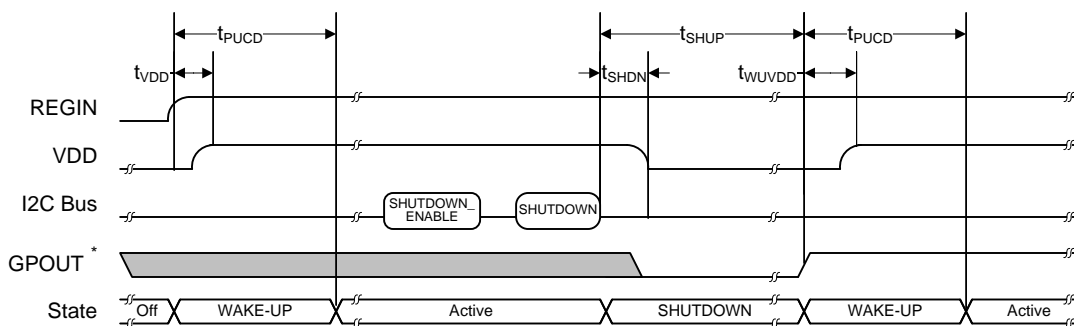 tPUCD
tSHUP
tPUCD
tVDD
tSHDN
tWUVDD
REGIN
VDD
I2C Bus
SHUTDOWN_
ENABLE
SHUTDOWN
GPOUT *
State
Off
WAKE-UP
Active
SHUTDOWN
WAKE-UP
Active